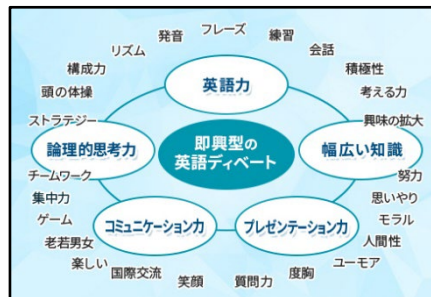 フレーズ
発音
練習
リズム
会話
構成力
英語力
積極性
頭の体操
考える力
ストラテジー
興味の拡大
論理的思考力
即興型の
英語ディベート
幅広い知識
チームワーク
努力
集中力
思いやり
ゲーム
コミュニケーション力
プレゼンテーション力
モラル
老若男女
人間性
楽しい
ユーモア
国際交流
笑顔
質問力
度胸